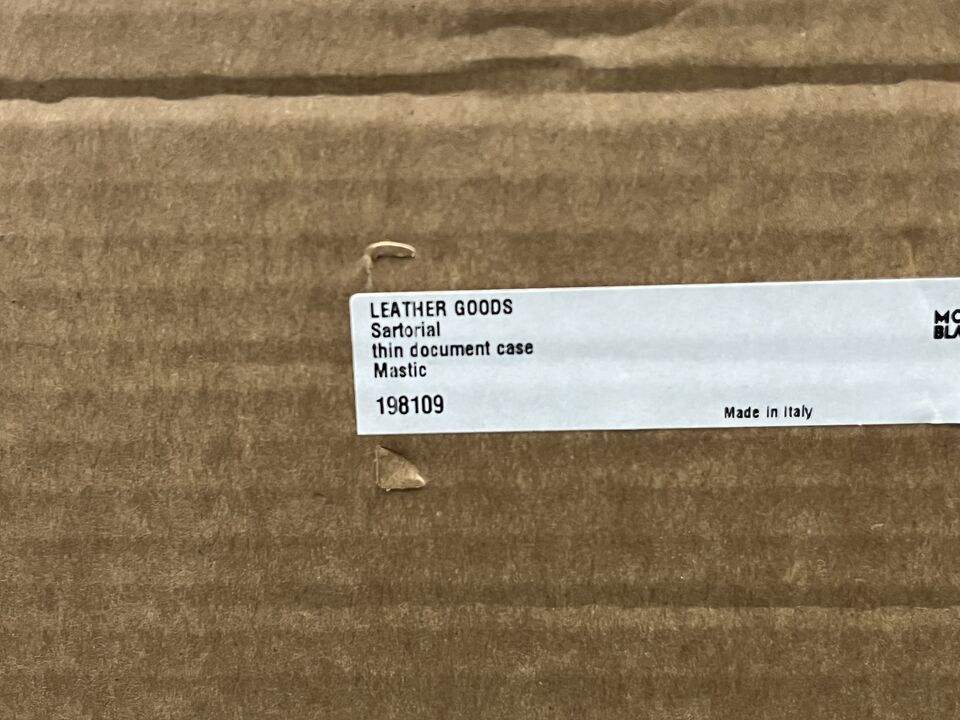 LEATHER GOODS
Sartorial
thin document case
Mastic
198109
Made in Italy
MO
BLA